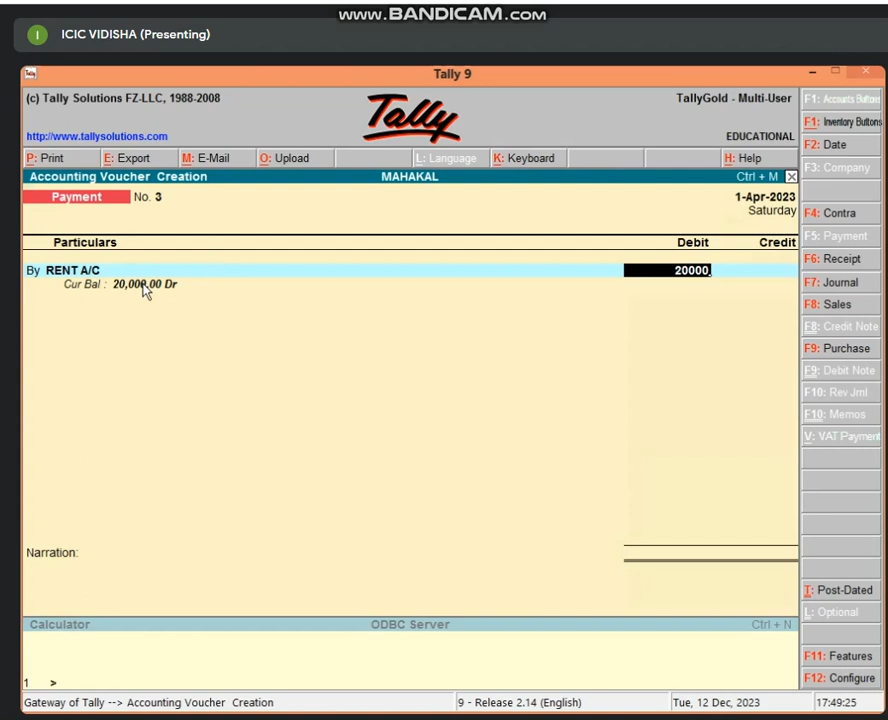 www.BANDICAM.com
I ICIC VIDISHA (Presenting)
Tally Tally 9
(c) Tally Solutions FZ-LLC, 1988-2008 Tally TallyGold - Multi-User
http://www.tallysolutions.com EDUCATIONAL
P: Print E: Export M: E-Mail O: Upload L: Language K: Keyboard H: Help
Accounting Voucher Creation MAHAKAL Ctrl + M
Payment No. 3 1-Apr-2023
Saturday
Particulars Debit Credit
By RENT A/C 20000
Cur Bal : 20,000.00 Dr
Narration:
Calculator ODBC Server Ctrl + N
1 >
Gateway of Tally --> Accounting Voucher Creation 9 - Release 2.14 (English) Tue, 12 Dec, 2023 17:49:25
F1: Accounts Buttons
F1: Inventory Buttons
F2: Date
F3: Company
F4: Contra
F5: Payment
F6: Receipt
F7: Journal
F8: Sales
F8: Credit Note
F9: Purchase
F9: Debit Note
F10: Rev Jrnl
F10: Memos
V: VAT Payment
T: Post-Dated
L: Optional
F11: Features
F12: Configure